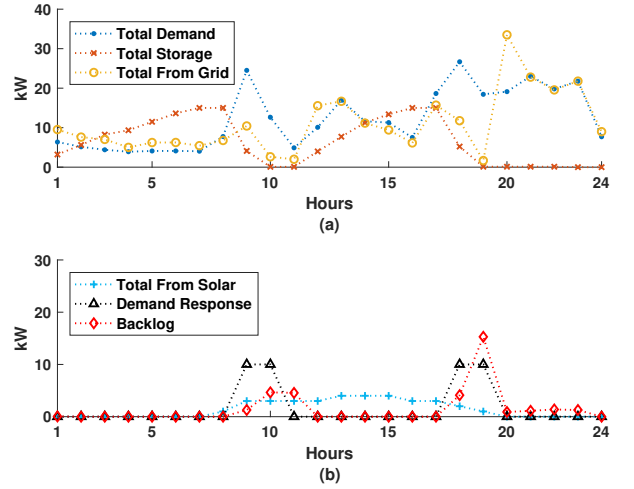 40
30
20
10
0
kW
Total Demand
Total Storage
Total From Grid
1 5 10 15 20 24
Hours
(a)
30
20
10
0
kW
Total From Solar
Demand Response
Backlog
1 5 10 15 20 24
Hours
(b)